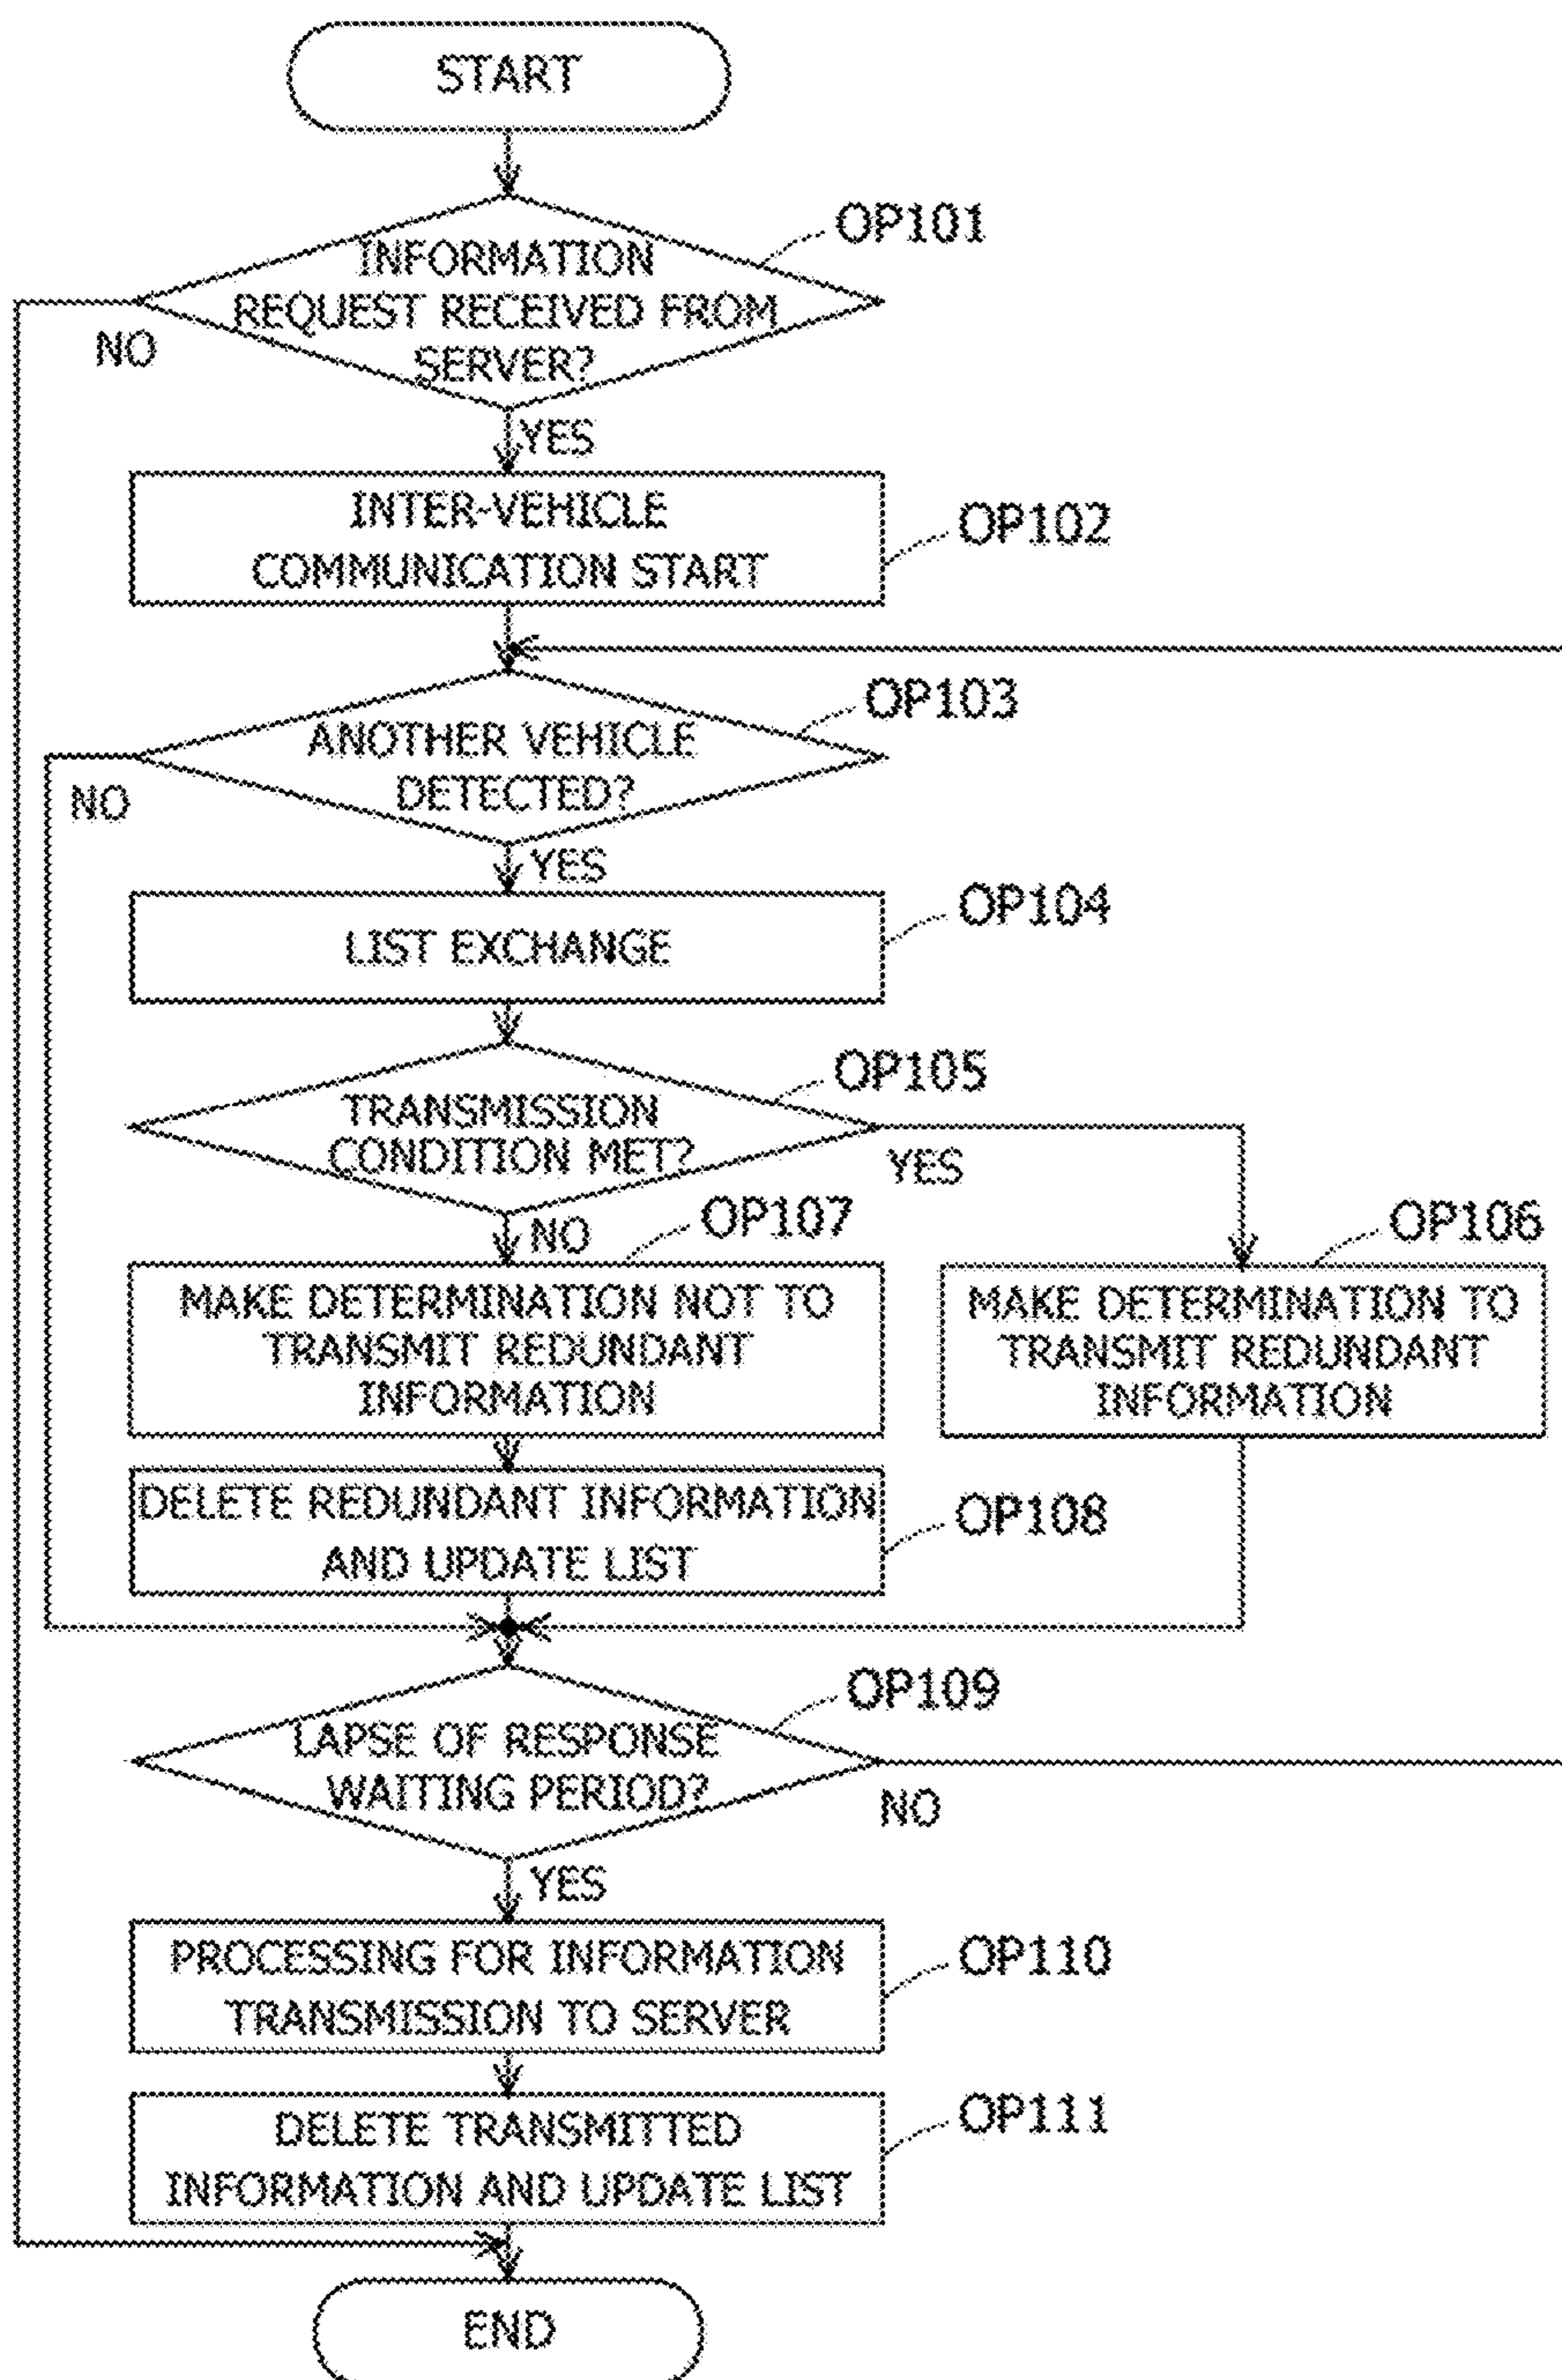 START
OP101
INFORMATION
REQUEST RECEIVED FROM
SERVER?
NO
YES
INTER-VEHICLE
COMMUNICATION START
OP102
OP103
ANOTHER VEHICLE
DETECTED?
NO
YES
LIST EXCHANGE
OP104
OP105
TRANSMISSION
CONDITION MET?
YES
NO
OP107
OP106
MAKE DETERMINATION NOT TO
TRANSMIT REDUNDANT
INFORMATION
MAKE DETERMINATION TO
TRANSMIT REDUNDANT
INFORMATION
DELETE REDUNDANT INFORMATION
AND UPDATE LIST
OP108
OP109
LAPSE OF RESPONSE
WAITING PERIOD?
NO
YES
PROCESSING FOR INFORMATION
TRANSMISSION TO SERVER
OP110
DELETE TRANSMITTED
INFORMATION AND UPDATE LIST
OP111
END